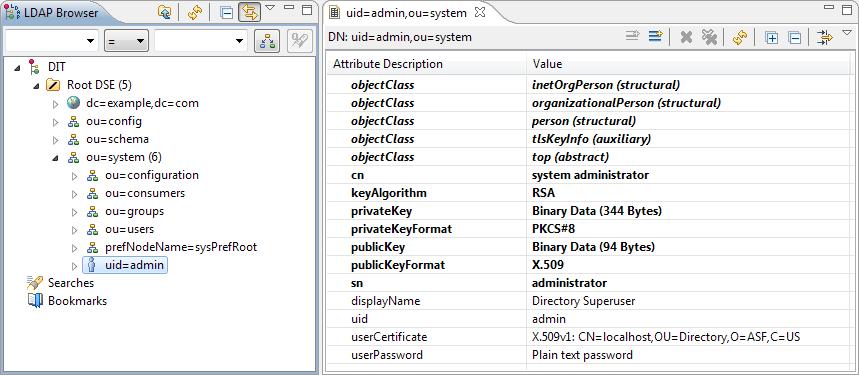 LDAP Browser
=
DIT
Root DSE (5)
dc=example,dc=com
ou=config
ou=schema
ou=system (6)
ou=configuration
ou=consumers
ou=groups
ou=users
prefNodeName=sysPrefRoot
uid=admin
Searches
Bookmarks
uid=admin,ou=system
DN: uid=admin,ou=system
Attribute Description Value
objectClass inetOrgPerson (structural)
objectClass organizationalPerson (structural)
objectClass person (structural)
objectClass tlsKeyInfo (auxiliary)
objectClass top (abstract)
cn system administrator
keyAlgorithm RSA
privateKey Binary Data (344 Bytes)
privateKeyFormat PKCS#8
publicKey Binary Data (94 Bytes)
publicKeyFormat X.509
sn administrator
displayName Directory Superuser
uid admin
userCertificate X.509v1: CN=localhost,OU=Directory,O=ASF,C=US
userPassword Plain text password